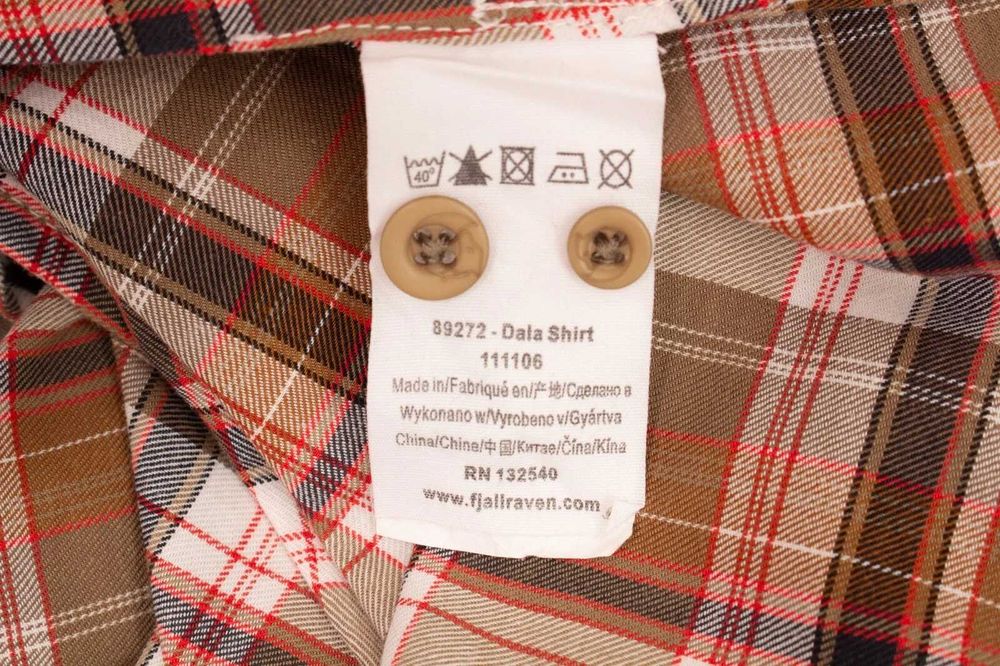 40°
89272 - Dala Shirt
111106
Made in/Fabriqué en/产地/Сделано в
Wykonano w/Vyrobeno v/Gyártva
China/Chine/中国/Китае/Čína/Kína
RN 132540
www.fjallraven.com